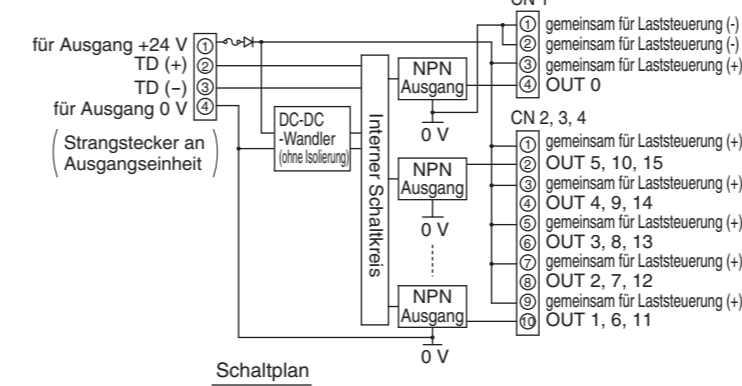 CN 1
für Ausgang +24 V ①
TD (+) ②
TD (−) ③
für Ausgang 0 V ④
( Strangstecker an
Ausgangseinheit )
DC-DC
-Wandler
(ohne Isolierung)
Interner Schaltkreis
NPN
Ausgang
0 V
NPN
Ausgang
0 V
NPN
Ausgang
0 V
① gemeinsam für Laststeuerung (-)
② gemeinsam für Laststeuerung (-)
③ gemeinsam für Laststeuerung (+)
④ OUT 0
CN 2, 3, 4
① gemeinsam für Laststeuerung (+)
② OUT 5, 10, 15
③ gemeinsam für Laststeuerung (+)
④ OUT 4, 9, 14
⑤ gemeinsam für Laststeuerung (+)
⑥ OUT 3, 8, 13
⑦ gemeinsam für Laststeuerung (+)
⑧ OUT 2, 7, 12
⑨ gemeinsam für Laststeuerung (+)
⑩ OUT 1, 6, 11
Schaltplan